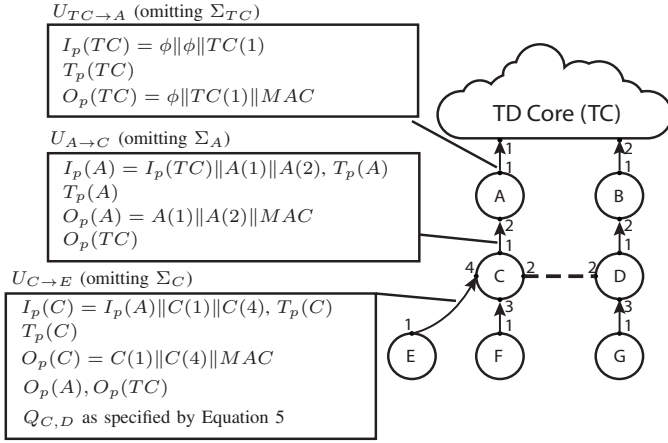 U_{TC→A} (omitting Σ_{TC})
I_p(TC) = ϕ||ϕ||TC(1)
T_p(TC)
O_p(TC) = ϕ||TC(1)||MAC
U_{A→C} (omitting Σ_A)
I_p(A) = I_p(TC)||A(1)||A(2), T_p(A)
T_p(A)
O_p(A) = A(1)||A(2)||MAC
O_p(TC)
U_{C→E} (omitting Σ_C)
I_p(C) = I_p(A)||C(1)||C(4), T_p(C)
T_p(C)
O_p(C) = C(1)||C(4)||MAC
O_p(A), O_p(TC)
Q_{C,D} as specified by Equation 5
TD Core (TC)
1 2
1 1
A B
2 2
1 1
4 C 2 2 D
3 3
1 1 1
E F G